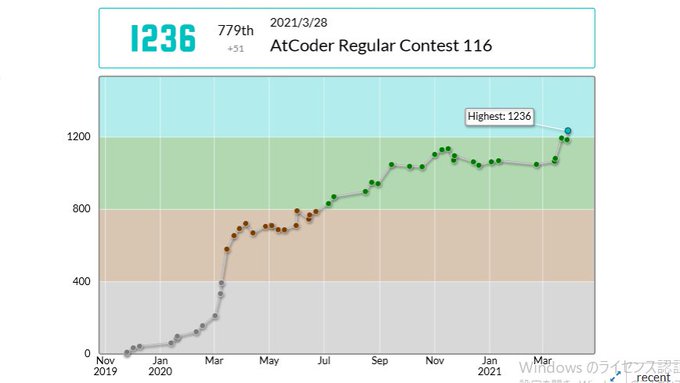 1236
779th
+51
2021/3/28
AtCoder Regular Contest 116
Highest: 1236
1200
800
400
0
Nov
2019
Jan
2020
Mar
May
Jul
Sep
Nov
Jan
2021
Mar
Windows のライセンス認証
recent